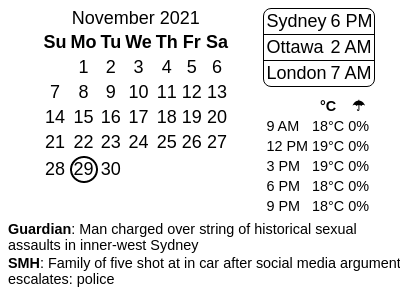 November 2021
Su Mo Tu We Th Fr Sa
1 2 3 4 5 6
7 8 9 10 11 12 13
14 15 16 17 18 19 20
21 22 23 24 25 26 27
28 29 30
Sydney 6 PM
Ottawa 2 AM
London 7 AM
°C ☂
9 AM 18°C 0%
12 PM 19°C 0%
3 PM 19°C 0%
6 PM 18°C 0%
9 PM 18°C 0%
Guardian: Man charged over string of historical sexual
assaults in inner-west Sydney
SMH: Family of five shot at in car after social media argument
escalates: police